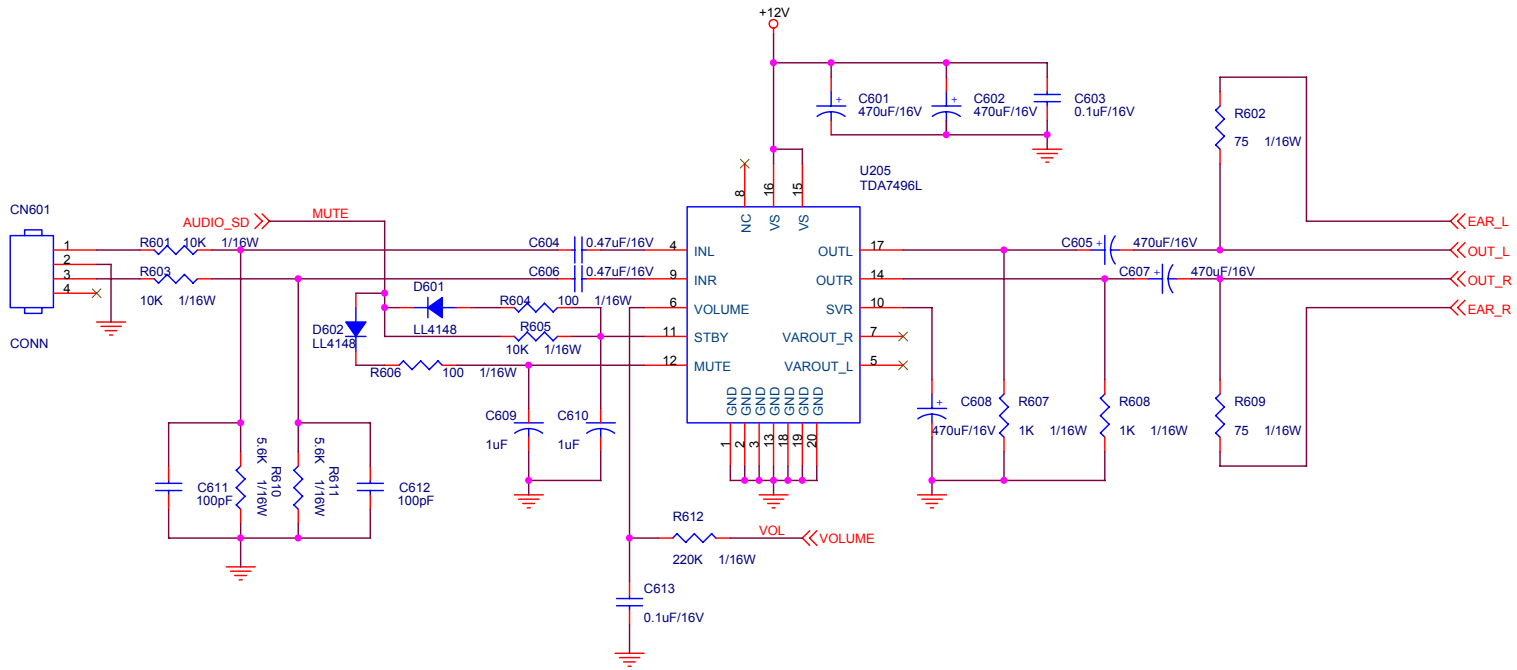 +12V
C601
470uF/16V
C602
470uF/16V
C603
0.1uF/16V
R602
75 1/16W
U205
TDA7496L
8
16
15
NC
VS
VS
CN601
1
2
3
4
CONN
AUDIO_SD
MUTE
R601 10K 1/16W
R603
10K 1/16W
C604
0.47uF/16V
C606
0.47uF/16V
D601
LL4148
R604 100 1/16W
D602
LL4148
R605
10K 1/16W
R606 100 1/16W
4 INL
9 INR
6 VOLUME
11 STBY
12 MUTE
OUTL 17
OUTR 14
SVR 10
VAROUT_R 7
VAROUT_L 5
GND
GND
GND
GND
GND
GND
GND
1
2
3
13
18
19
20
C605 +
470uF/16V
C607 +
470uF/16V
EAR_L
OUT_L
OUT_R
EAR_R
C609
1uF
C610
1uF
C608
470uF/16V
R607
1K 1/16W
R608
1K 1/16W
R609
75 1/16W
C611
100pF
5.6K
R610
1/16W
5.6K
R611
1/16W
C612
100pF
R612
220K 1/16W
VOL
VOLUME
C613
0.1uF/16V